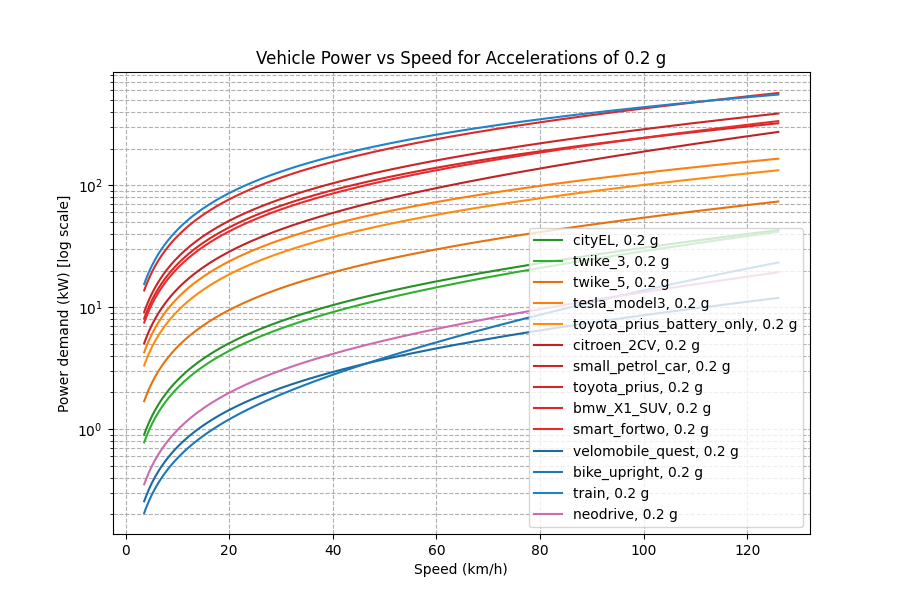 Vehicle Power vs Speed for Accelerations of 0.2 g
Power demand (kW) [log scale]
10²
10¹
10⁰
cityEL, 0.2 g
twike_3, 0.2 g
twike_5, 0.2 g
tesla_model3, 0.2 g
toyota_prius_battery_only, 0.2 g
citroen_2CV, 0.2 g
small_petrol_car, 0.2 g
toyota_prius, 0.2 g
bmw_X1_SUV, 0.2 g
smart_fortwo, 0.2 g
velomobile_quest, 0.2 g
bike_upright, 0.2 g
train, 0.2 g
neodrive, 0.2 g
0 20 40 60 80 100 120
Speed (km/h)